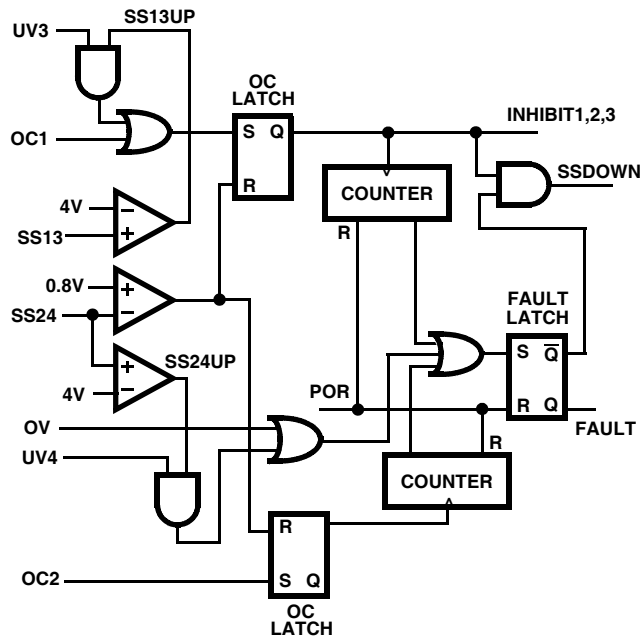 SS13UP
UV3
OC
LATCH
INHIBIT1,2,3
S Q
OC1
SSDOWN
R
COUNTER
4V
−
SS13
+
R
0.8V
+
FAULT
LATCH
SS24
−
S Q
SS24UP
+
4V
−
POR
R Q
OV
FAULT
R
UV4
COUNTER
R
OC2
S Q
OC
LATCH